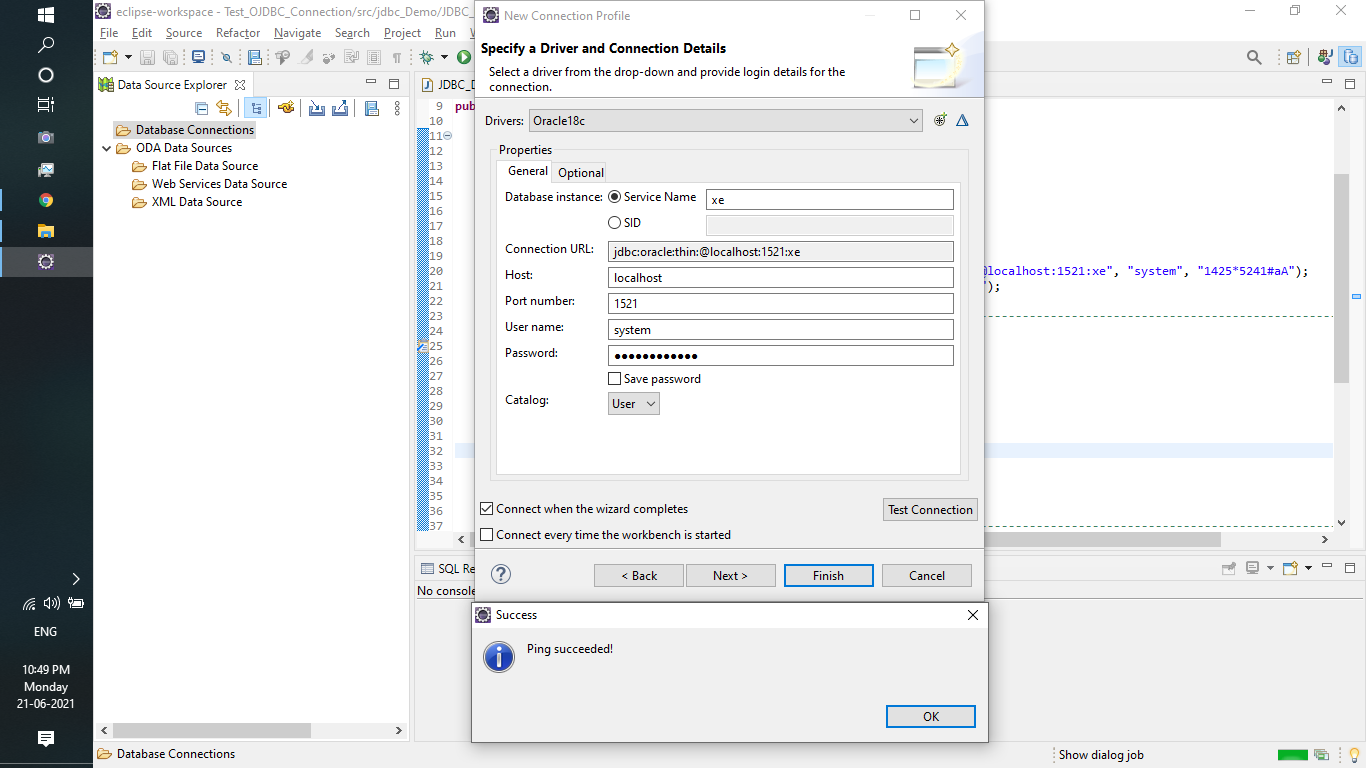 eclipse-workspace - Test_OJDBC_Connection/src/jdbc_Demo/JDBC_
File Edit Source Refactor Navigate Search Project Run
Data Source Explorer
Database Connections
ODA Data Sources
Flat File Data Source
Web Services Data Source
XML Data Source
JDBC_
9 pub
10
11
12
13
14
15
16
17
18
19
20 @localhost:1521:xe", "system", "1425*5241#aA");
21 ");
22
23
24
25
26
27
28
29
30
31
32
33
34
35
36
37
New Connection Profile
Specify a Driver and Connection Details
Select a driver from the drop-down and provide login details for the
connection.
Drivers: Oracle18c
Properties
General Optional
Database instance: Service Name xe
SID
Connection URL: jdbc:oracle:thin:@localhost:1521:xe
Host: localhost
Port number: 1521
User name: system
Password: ●●●●●●●●●●●●
Save password
Catalog: User
Connect when the wizard completes Test Connection
Connect every time the workbench is started
< Back Next > Finish Cancel
SQL Re
No console
Success
Ping succeeded!
OK
ENG
10:49 PM
Monday
21-06-2021
Database Connections
Show dialog job